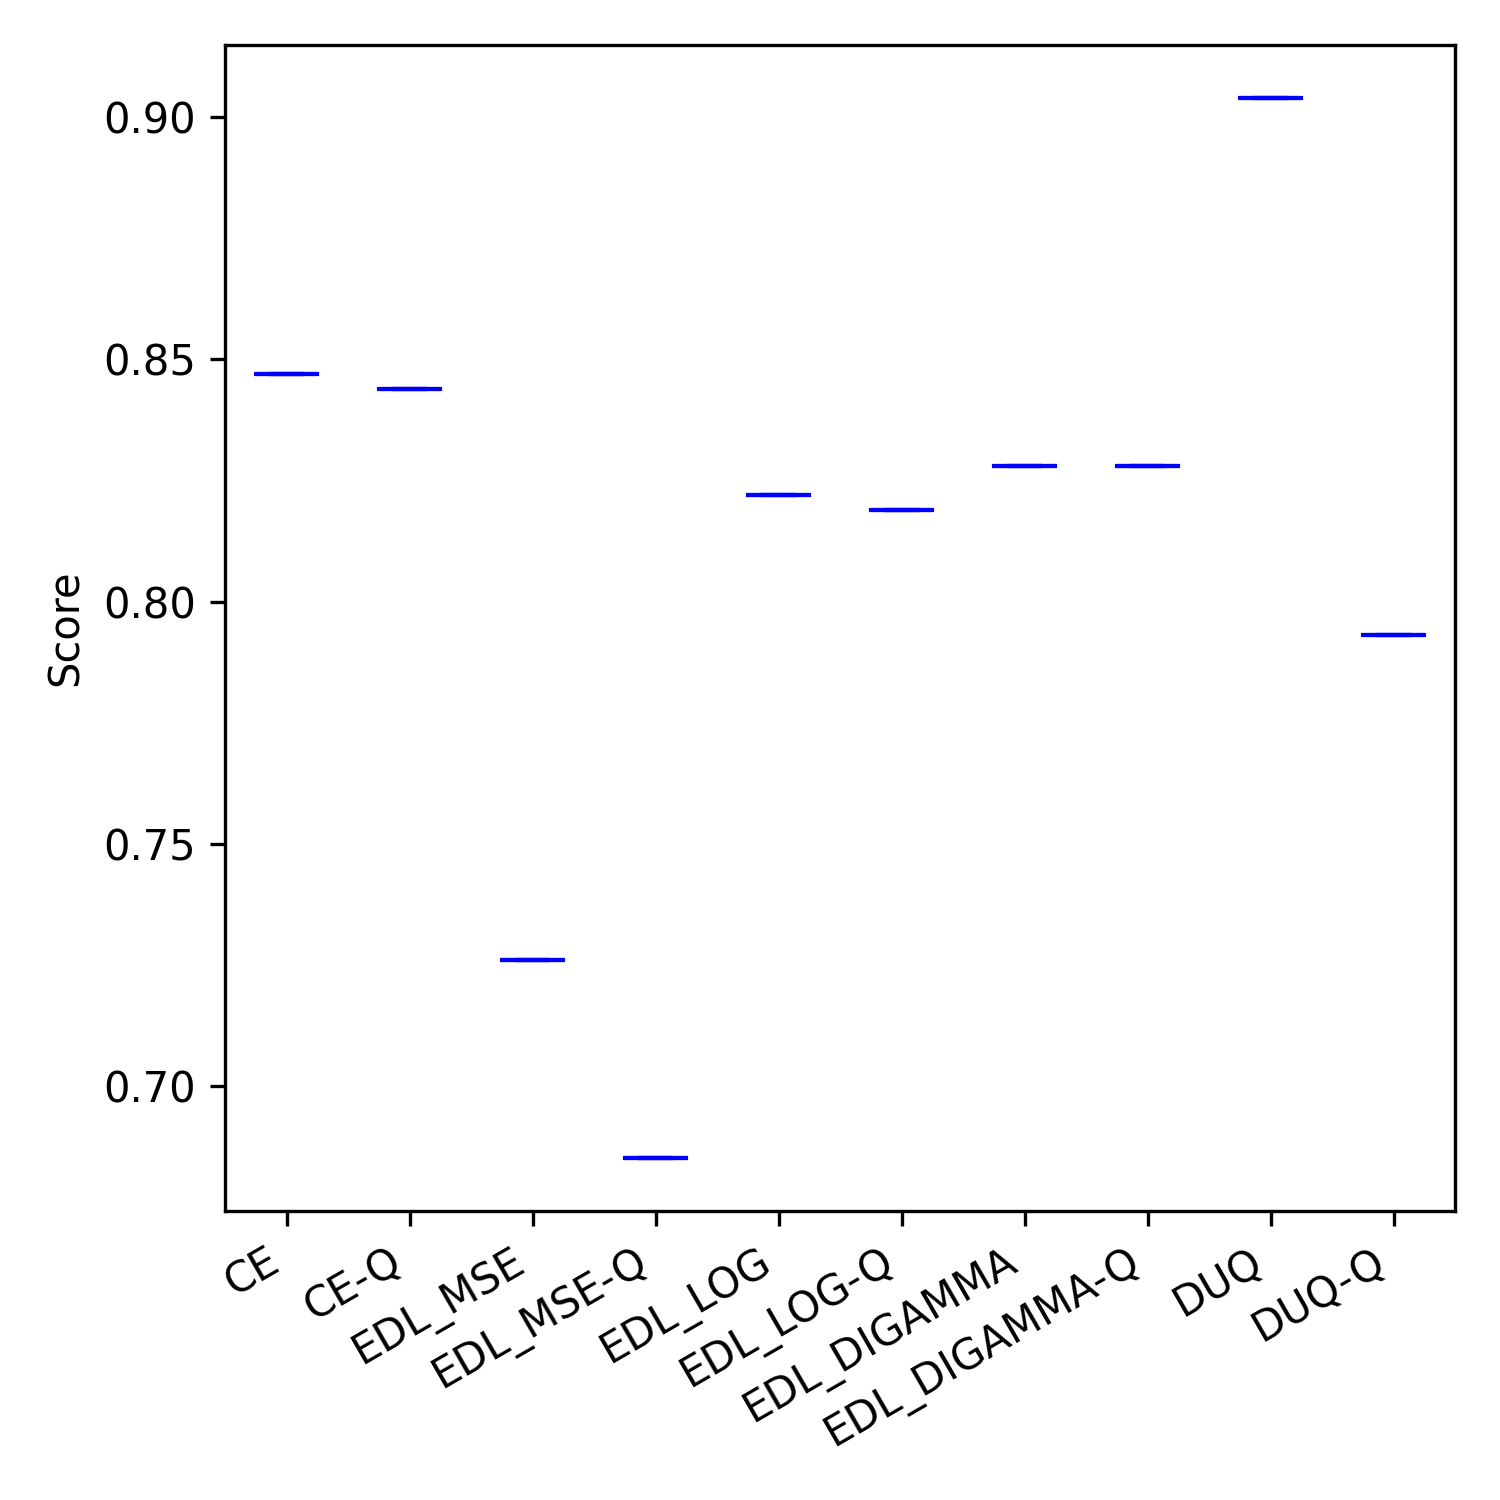 0.90
0.85
0.80
0.75
0.70
Score
CE
CE-Q
EDL_MSE
EDL_MSE-Q
EDL_LOG
EDL_LOG-Q
EDL_DIGAMMA
EDL_DIGAMMA-Q
DUQ
DUQ-Q